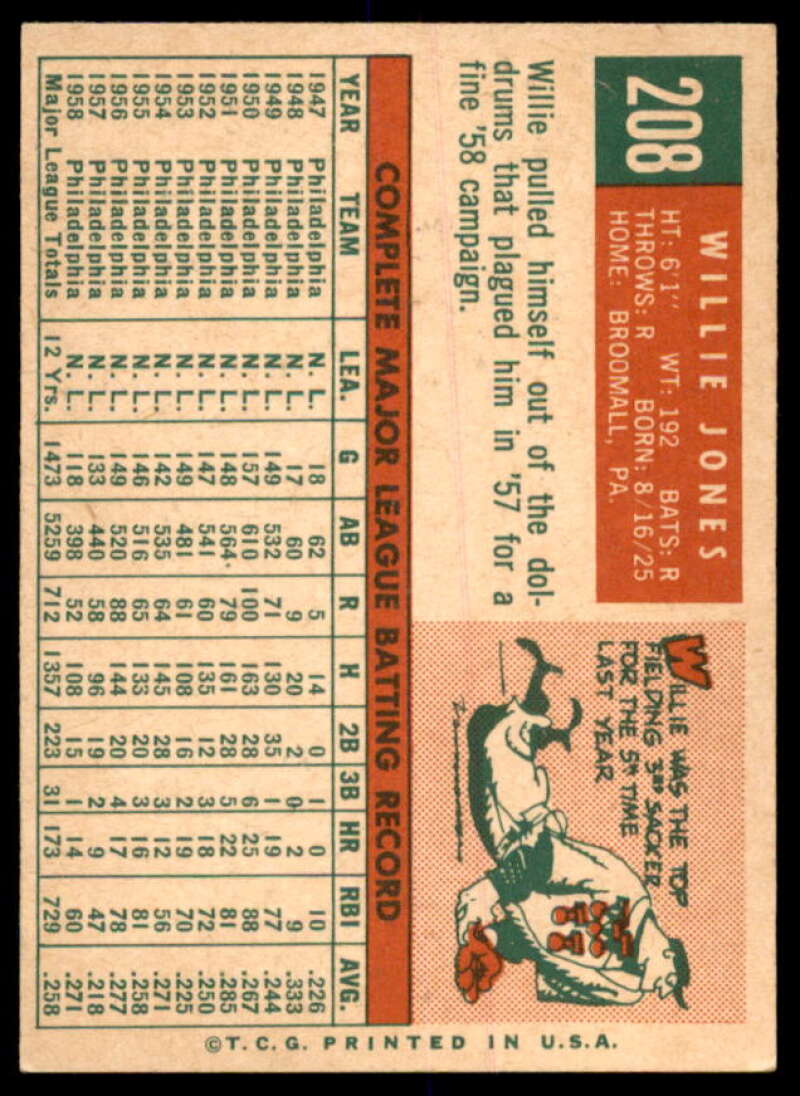 208
WILLIE JONES
HT: 6'1" WT: 192 BATS: R
THROWS: R BORN: 8/16/25
HOME: BROOMALL, PA.
Willie pulled himself out of the dol-
drums that plagued him in '57 for a
fine '58 campaign.
WILLIE WAS THE TOP
FIELDING 3RD SACKER
FOR THE 5TH TIME
LAST YEAR
COMPLETE MAJOR LEAGUE BATTING RECORD
YEAR TEAM LEA. G AB R H 2B 3B HR RBI AVG.
1947 Philadelphia N. L. 18 62 5 14 0 1 0 10 .226
1948 Philadelphia N. L. 17 60 9 20 2 0 2 9 .333
1949 Philadelphia N. L. 149 532 71 130 35 1 19 77 .244
1950 Philadelphia N. L. 157 610 100 163 28 6 25 88 .267
1951 Philadelphia N. L. 148 564 79 161 28 5 22 81 .285
1952 Philadelphia N. L. 147 541 60 135 12 3 18 72 .250
1953 Philadelphia N. L. 149 481 61 108 16 2 19 70 .225
1954 Philadelphia N. L. 142 535 64 145 28 3 12 56 .271
1955 Philadelphia N. L. 146 516 65 133 20 3 16 81 .258
1956 Philadelphia N. L. 149 520 88 144 20 4 17 78 .277
1957 Philadelphia N. L. 133 440 58 96 19 2 9 47 .218
1958 Philadelphia N. L. 118 398 52 108 15 1 14 60 .271
Major League Totals 12 Yrs. 1473 5259 712 1357 223 31 173 729 .258
© T. C. G. PRINTED IN U.S.A.